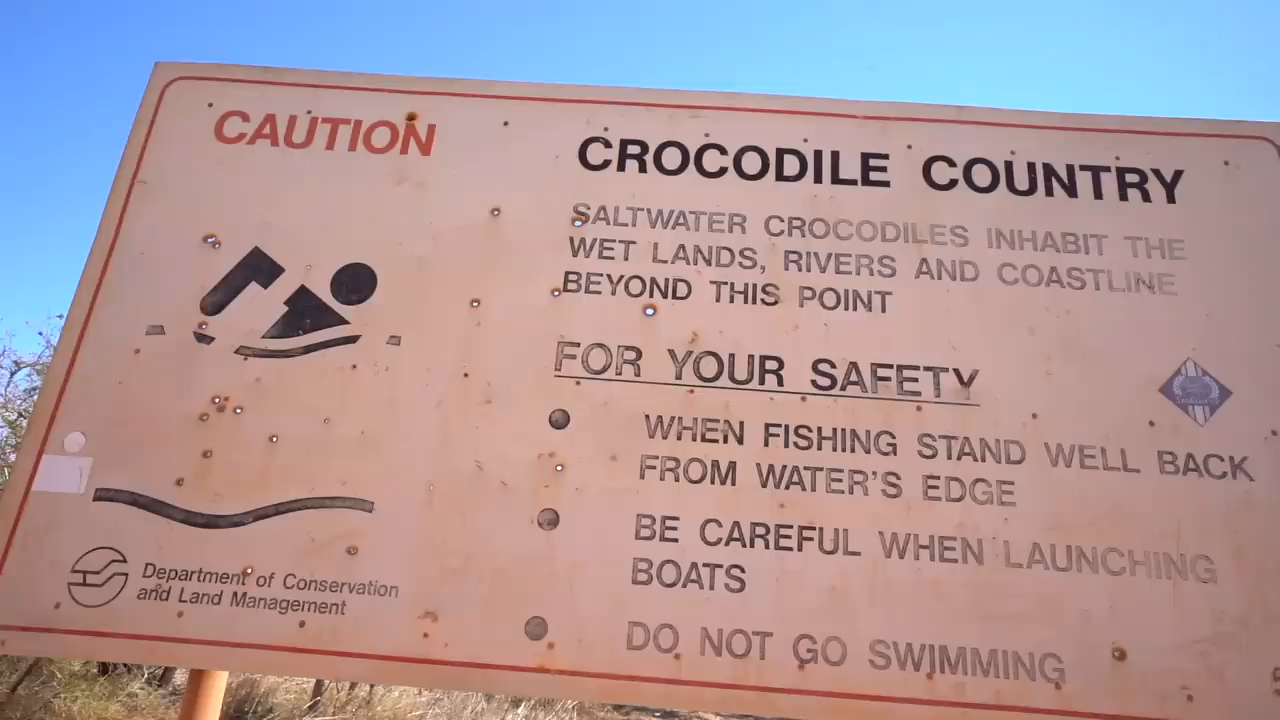 CAUTION
CROCODILE COUNTRY
SALTWATER CROCODILES INHABIT THE
WET LANDS, RIVERS AND COASTLINE
BEYOND THIS POINT
FOR YOUR SAFETY
WHEN FISHING STAND WELL BACK
FROM WATER'S EDGE
BE CAREFUL WHEN LAUNCHING
BOATS
DO NOT GO SWIMMING
Department of Conservation
and Land Management